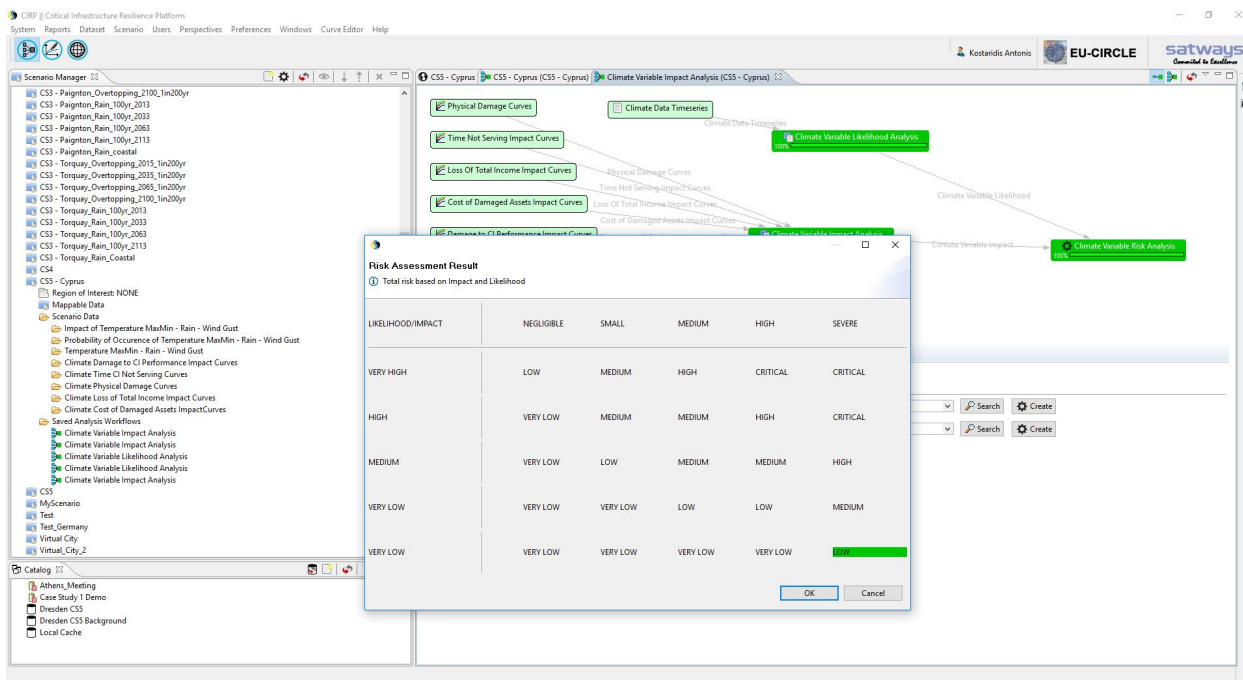 CIRP || Critical Infrastructure Resilience Platform
System Reports Dataset Scenario Users Perspectives Preferences Windows Curve Editor Help
Kostaridis Antonis
EU-CIRCLE
satways
Committed to Excellence
Scenario Manager
CS3 - Paignton_Overtopping_2100_1in200yr
CS3 - Paignton_Rain_100yr_2013
CS3 - Paignton_Rain_100yr_2033
CS3 - Paignton_Rain_100yr_2063
CS3 - Paignton_Rain_100yr_2113
CS3 - Paignton_Rain_coastal
CS3 - Torquay_Overtopping_2015_1in200yr
CS3 - Torquay_Overtopping_2035_1in200yr
CS3 - Torquay_Overtopping_2065_1in200yr
CS3 - Torquay_Overtopping_2100_1in200yr
CS3 - Torquay_Rain_100yr_2013
CS3 - Torquay_Rain_100yr_2033
CS3 - Torquay_Rain_100yr_2063
CS3 - Torquay_Rain_100yr_2113
CS3 - Torquay_Rain_Coastal
CS4
CS5 - Cyprus
Region of Interest: NONE
Mappable Data
Scenario Data
Impact of Temperature MaxMin - Rain - Wind Gust
Probability of Occurence of Temperature MaxMin - Rain - Wind Gust
Temperature MaxMin - Rain - Wind Gust
Climate Damage to CI Performance Impact Curves
Climate Time CI Not Serving Curves
Climate Physical Damage Curves
Climate Loss of Total Income Impact Curves
Climate Cost of Damaged Assets ImpactCurves
Saved Analysis Workflows
Climate Variable Impact Analysis
Climate Variable Impact Analysis
Climate Variable Likelihood Analysis
Climate Variable Likelihood Analysis
Climate Variable Impact Analysis
CS5
MyScenario
Test
Test_Germany
Virtual City
Virtual_City_2
Catalog
Athens_Meeting
Case Study 1 Demo
Dresden CS5
Dresden CS5 Background
Local Cache
CS5 - Cyprus CS5 - Cyprus (CS5 - Cyprus) Climate Variable Impact Analysis (CS5 - Cyprus)
Physical Damage Curves
Climate Data Timeseries
Climate Data Timeseries
Time Not Serving Impact Curves
Climate Variable Likelihood Analysis
100%
Loss Of Total Income Impact Curves
Physical Damage Curves
Time Not Serving Impact Curves
Climate Variable Likelihood
Cost of Damaged Assets Impact Curves
Loss Of Total Income Impact Curves
Cost of Damaged Assets Impact Curves
Damage to CI Performance Impact Curves
Climate Variable Impact Analysis
Climate Variable Impact
Climate Variable Risk Analysis
100%
Risk Assessment Result
Total risk based on Impact and Likelihood
LIKELIHOOD/IMPACT NEGLIGIBLE SMALL MEDIUM HIGH SEVERE
VERY HIGH LOW MEDIUM HIGH CRITICAL CRITICAL
HIGH VERY LOW MEDIUM MEDIUM HIGH CRITICAL
MEDIUM VERY LOW LOW MEDIUM MEDIUM HIGH
VERY LOW VERY LOW VERY LOW LOW LOW MEDIUM
VERY LOW VERY LOW VERY LOW VERY LOW VERY LOW LOW
OK Cancel
Search Create
Search Create